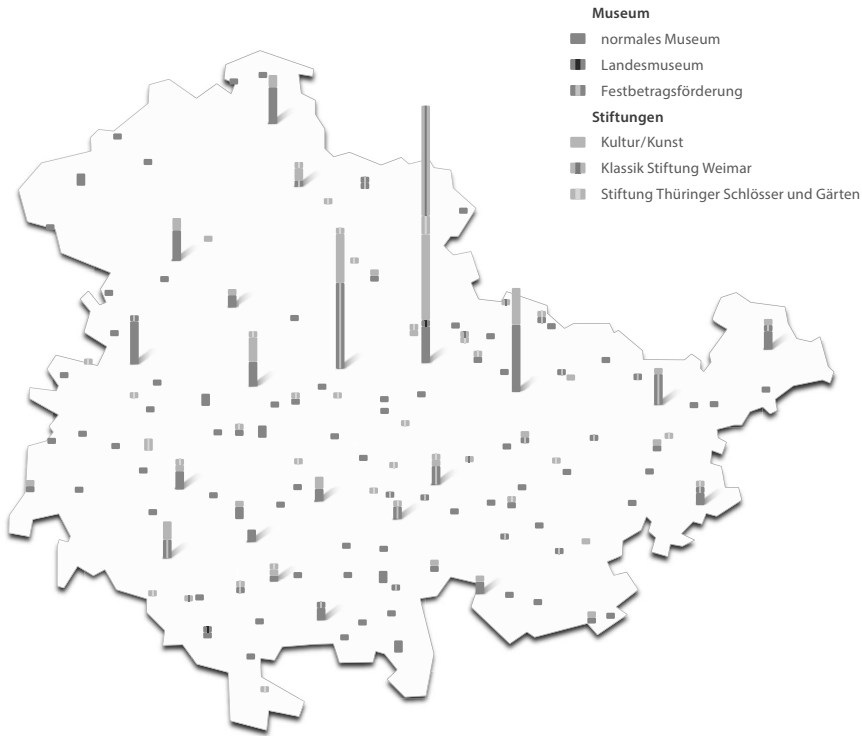 Museum
normales Museum
Landesmuseum
Festbetragsförderung
Stiftungen
Kultur/Kunst
Klassik Stiftung Weimar
Stiftung Thüringer Schlösser und Gärten